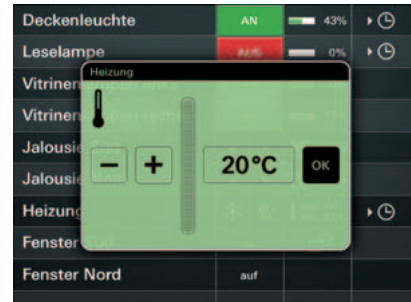 Deckenleuchte AN 43%
Leselampe AUS 0%
Heizung
Vitrinen
Vitrinen
Jalousie
Jalousie
− + 20°C OK
Heizung
Fenster
Fenster Nord auf